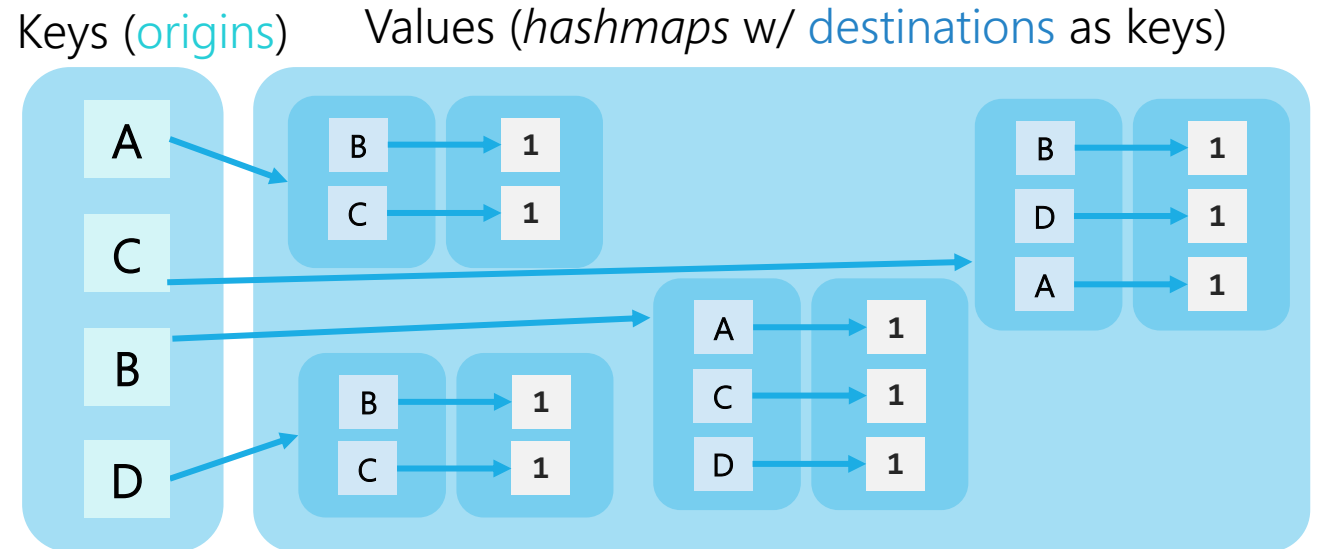 Keys (origins)
Values (hashmaps w/ destinations as keys)
A
C
B
D
B 1
C 1
B 1
D 1
A 1
A 1
C 1
D 1
B 1
C 1